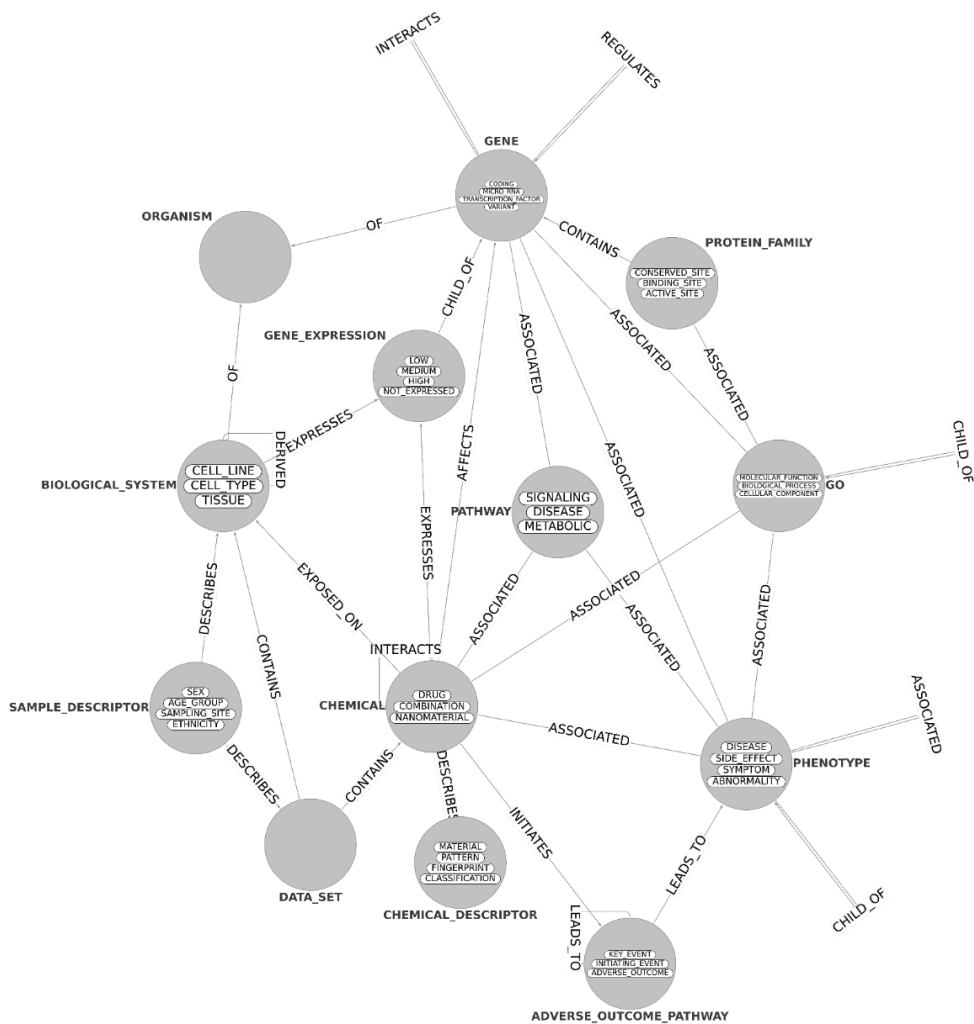 INTERACTS
REGULATES
GENE
CODING
MICRO_RNA
TRANSCRIPTION_FACTOR
VARIANT
ORGANISM
OF
CONTAINS
PROTEIN_FAMILY
CONSERVED_SITE
BINDING_SITE
ACTIVE_SITE
CHILD_OF
GENE_EXPRESSION
LOW
MEDIUM
HIGH
NOT_EXPRESSED
ASSOCIATED
ASSOCIATED
ASSOCIATED
OF
EXPRESSES
DERIVED
AFFECTS
ASSOCIATED
CHILD_OF
BIOLOGICAL_SYSTEM
CELL_LINE
CELL_TYPE
TISSUE
PATHWAY
SIGNALING
DISEASE
METABOLIC
MOLECULAR_FUNCTION
BIOLOGICAL_PROCESS
CELLULAR_COMPONENT
GO
EXPRESSES
DESCRIBES
EXPOSED_ON
ASSOCIATED
ASSOCIATED
ASSOCIATED
ASSOCIATED
CONTAINS
INTERACTS
SAMPLE_DESCRIPTOR
SEX
AGE_GROUP
SAMPLING_SITE
ETHNICITY
CHEMICAL
DRUG
COMBINATION
NANOMATERIAL
ASSOCIATED
ASSOCIATED
PHENOTYPE
DISEASE
SIDE_EFFECT
SYMPTOM
ABNORMALITY
DESCRIBES
CONTAINS
DESCRIBES
INITIATES
DATA_SET
MATERIAL
PATTERN
FINGERPRINT
CLASSIFICATION
CHEMICAL_DESCRIPTOR
LEADS_TO
CHILD_OF
LEADS_TO
KEY_EVENT
INITIATING_EVENT
ADVERSE_OUTCOME
ADVERSE_OUTCOME_PATHWAY